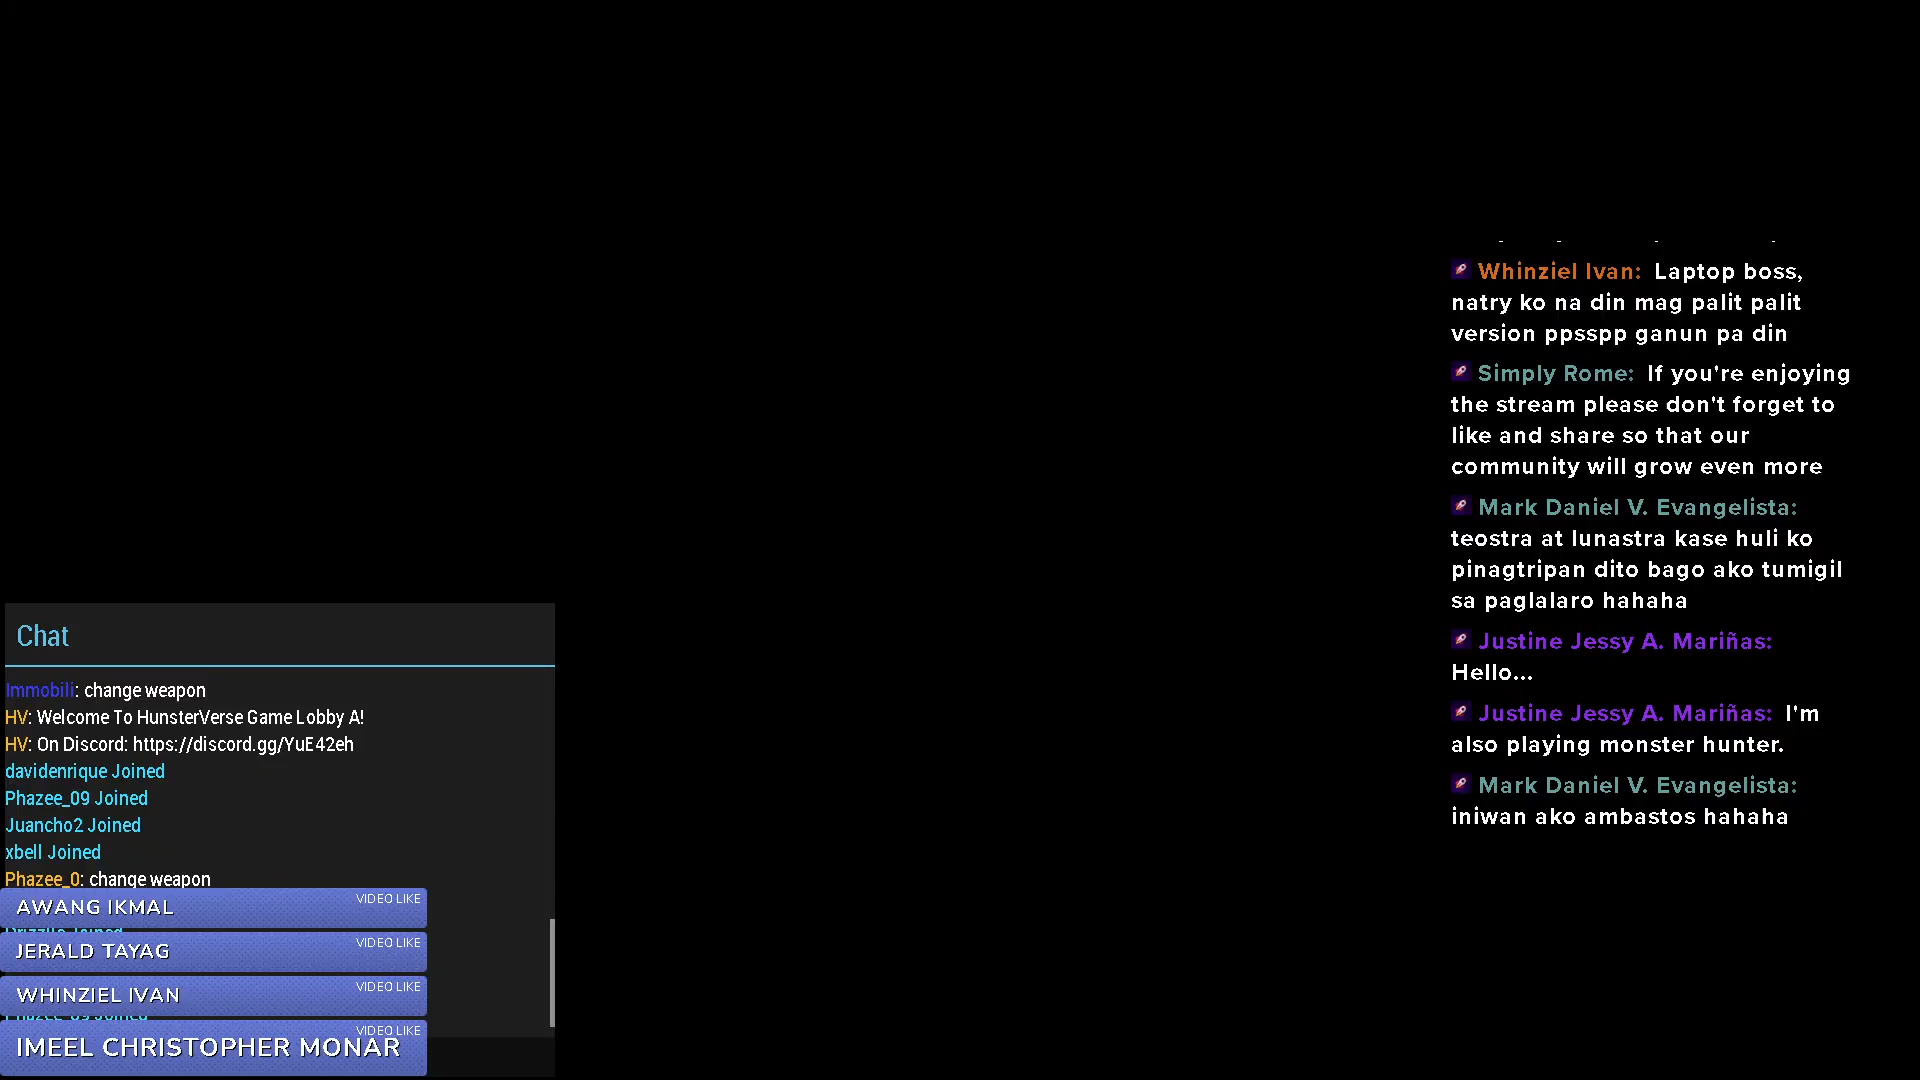 Chat
Immobili: change weapon
HV: Welcome To HunsterVerse Game Lobby A!
HV: On Discord: https://discord.gg/YuE42eh
davidenrique Joined
Phazee_09 Joined
Juancho2 Joined
xbell Joined
Phazee_0: change weapon
VIDEO LIKE
AWANG IKMAL
VIDEO LIKE
JERALD TAYAG
VIDEO LIKE
WHINZIEL IVAN
VIDEO LIKE
IMEEL CHRISTOPHER MONAR
Whinziel Ivan: Laptop boss,
natry ko na din mag palit palit
version ppsspp ganun pa din
Simply Rome: If you're enjoying
the stream please don't forget to
like and share so that our
community will grow even more
Mark Daniel V. Evangelista:
teostra at lunastra kase huli ko
pinagtripan dito bago ako tumigil
sa paglalaro hahaha
Justine Jessy A. Mariñas:
Hello...
Justine Jessy A. Mariñas: I'm
also playing monster hunter.
Mark Daniel V. Evangelista:
iniwan ako ambastos hahaha